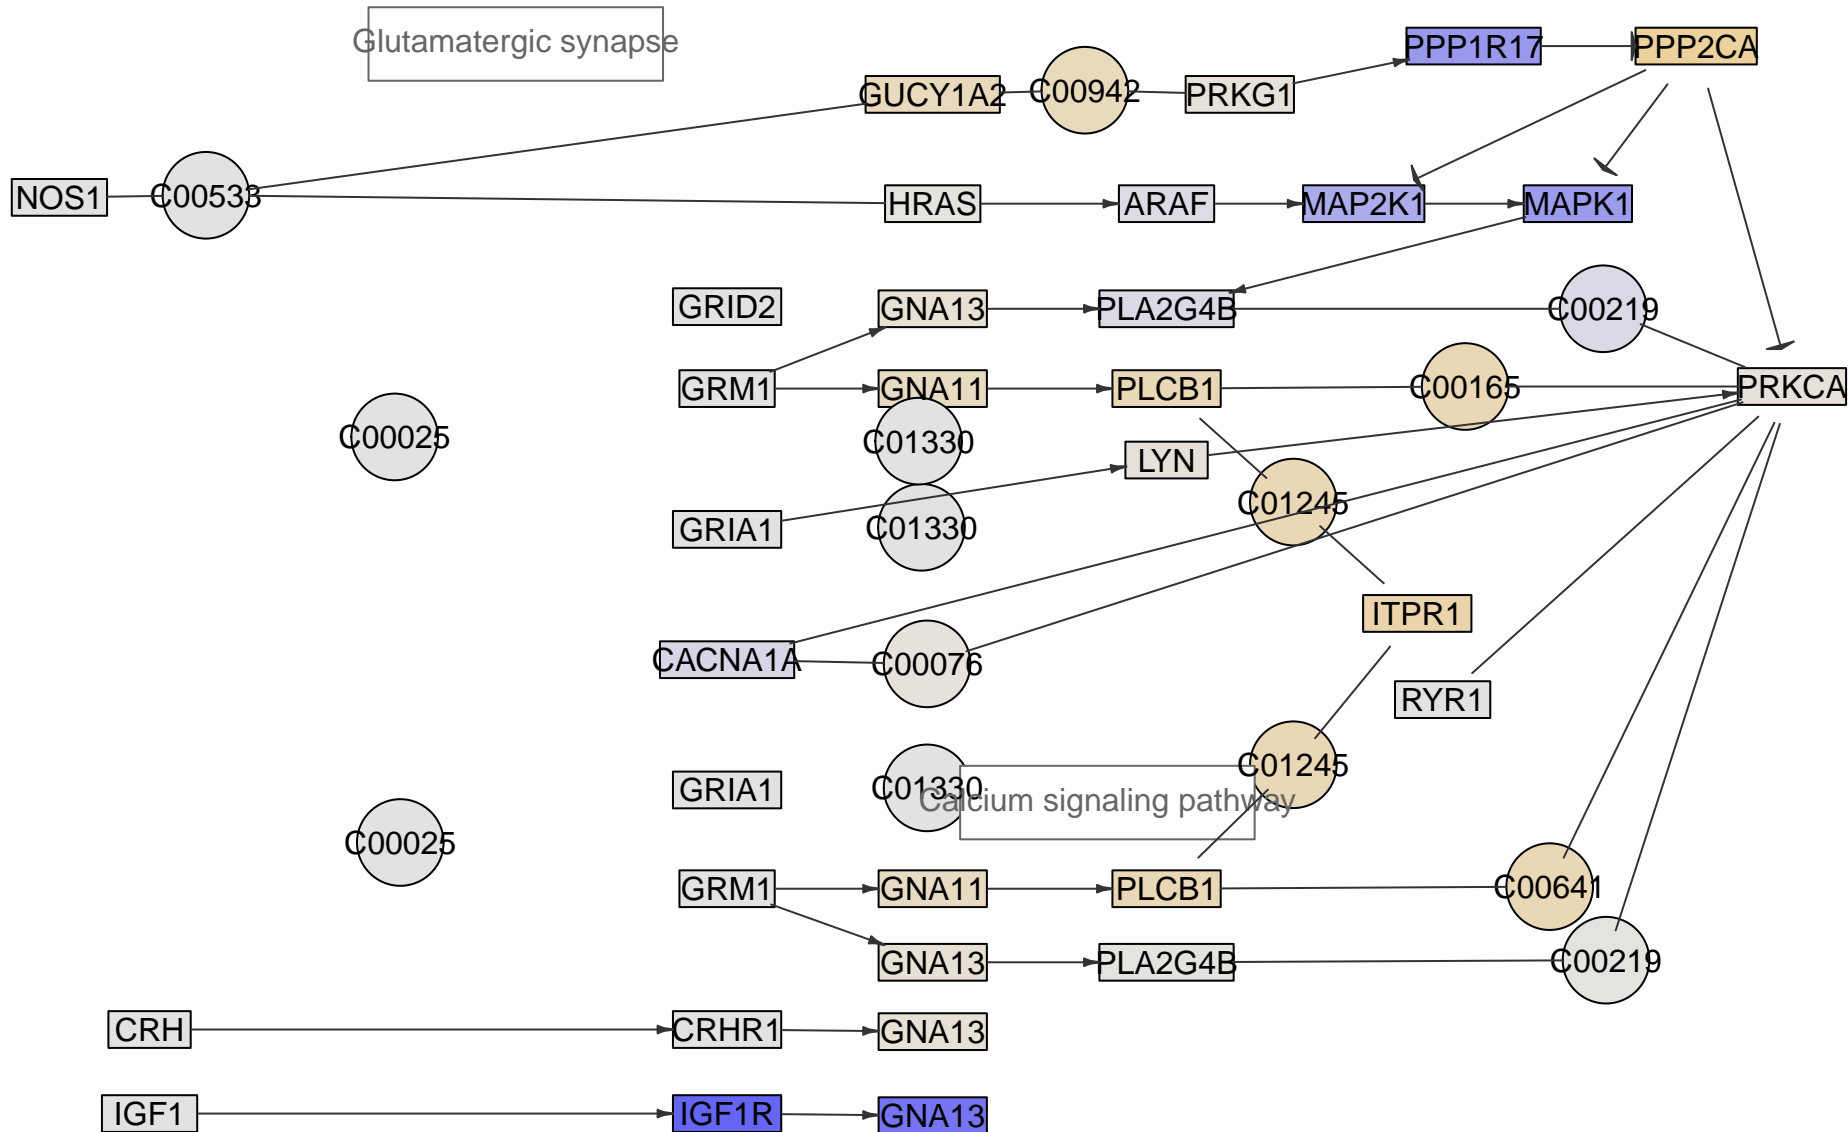 Glutamatergic synapse
PPP1R17
PPP2CA
GUCY1A2
C00942
PRKG1
NOS1
C00533
HRAS
ARAF
MAP2K1
MAPK1
GRID2
GNA13
PLA2G4B
C00219
GRM1
GNA11
PLCB1
C00165
PRKCA
C00025
C01330
LYN
C01245
GRIA1
C01330
ITPR1
CACNA1A
C00076
RYR1
C01245
GRIA1
C01330
Calcium signaling pathway
C00025
GRM1
GNA11
PLCB1
C00641
GNA13
PLA2G4B
C00219
CRH
CRHR1
GNA13
IGF1
IGF1R
GNA13